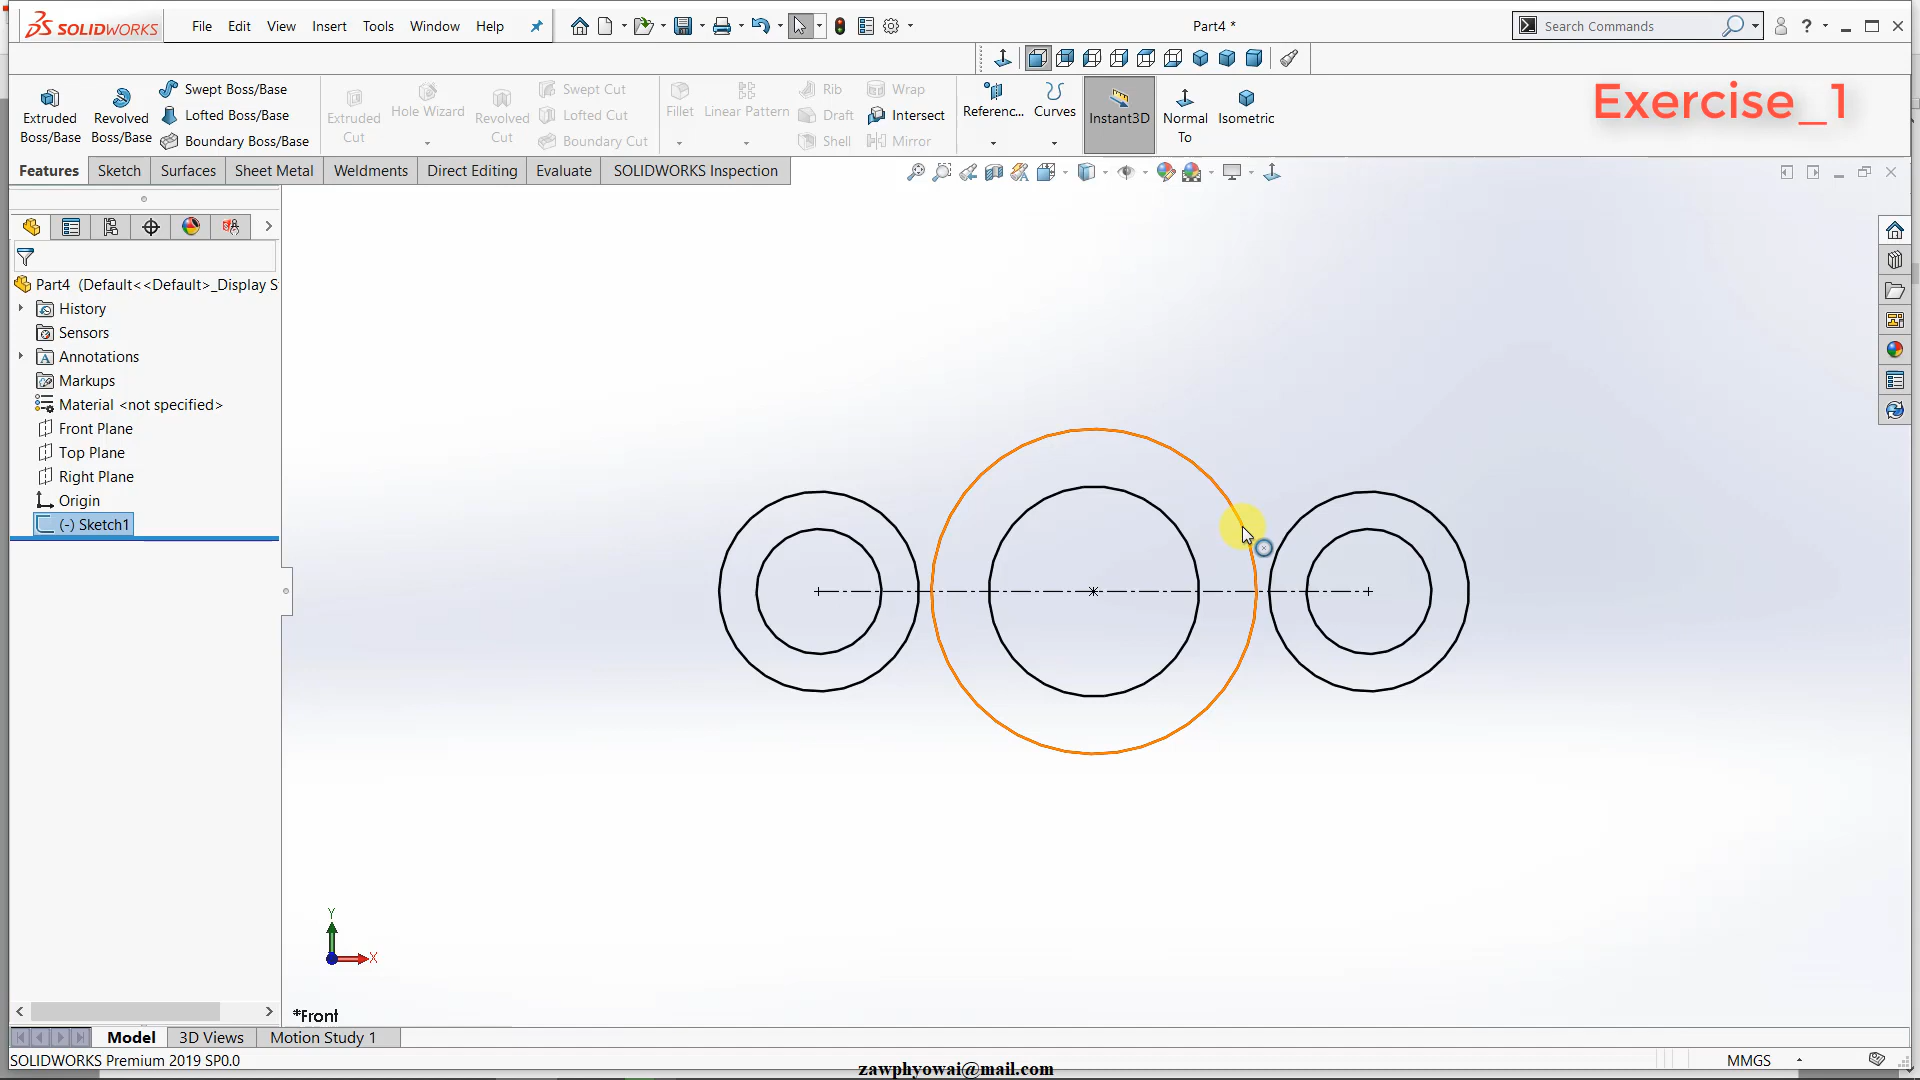 SOLIDWORKS
File Edit View Insert Tools Window Help
Part4 *
Search Commands
?
Extruded Boss/Base
Revolved Boss/Base
Swept Boss/Base
Lofted Boss/Base
Boundary Boss/Base
Extruded Cut
Hole Wizard
Revolved Cut
Swept Cut
Lofted Cut
Boundary Cut
Fillet
Linear Pattern
Rib
Draft
Shell
Wrap
Intersect
Mirror
Referenc...
Curves
Instant3D
Normal To
Isometric
Exercise_1
Features Sketch Surfaces Sheet Metal Weldments Direct Editing Evaluate SOLIDWORKS Inspection
Part4 (Default<<Default>_Display S
History
Sensors
Annotations
Markups
Material <not specified>
Front Plane
Top Plane
Right Plane
Origin
(-) Sketch1
Y
X
*Front
Model 3D Views Motion Study 1
SOLIDWORKS Premium 2019 SP0.0
MMGS
zawphyowai@mail.com